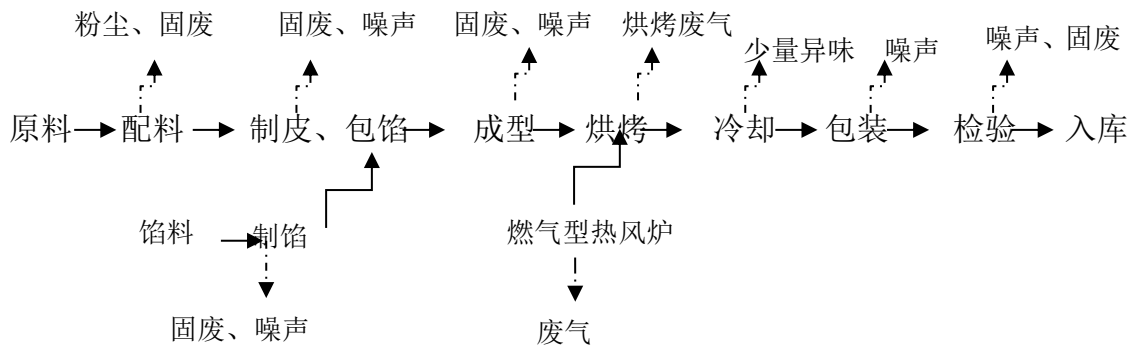 粉尘、固废
固废、噪声
固废、噪声
烘烤废气
少量异味
噪声
噪声、固废
原料
配料
制皮、包馅
成型
烘烤
冷却
包装
检验
入库
馅料
制馅
燃气型热风炉
固废、噪声
废气